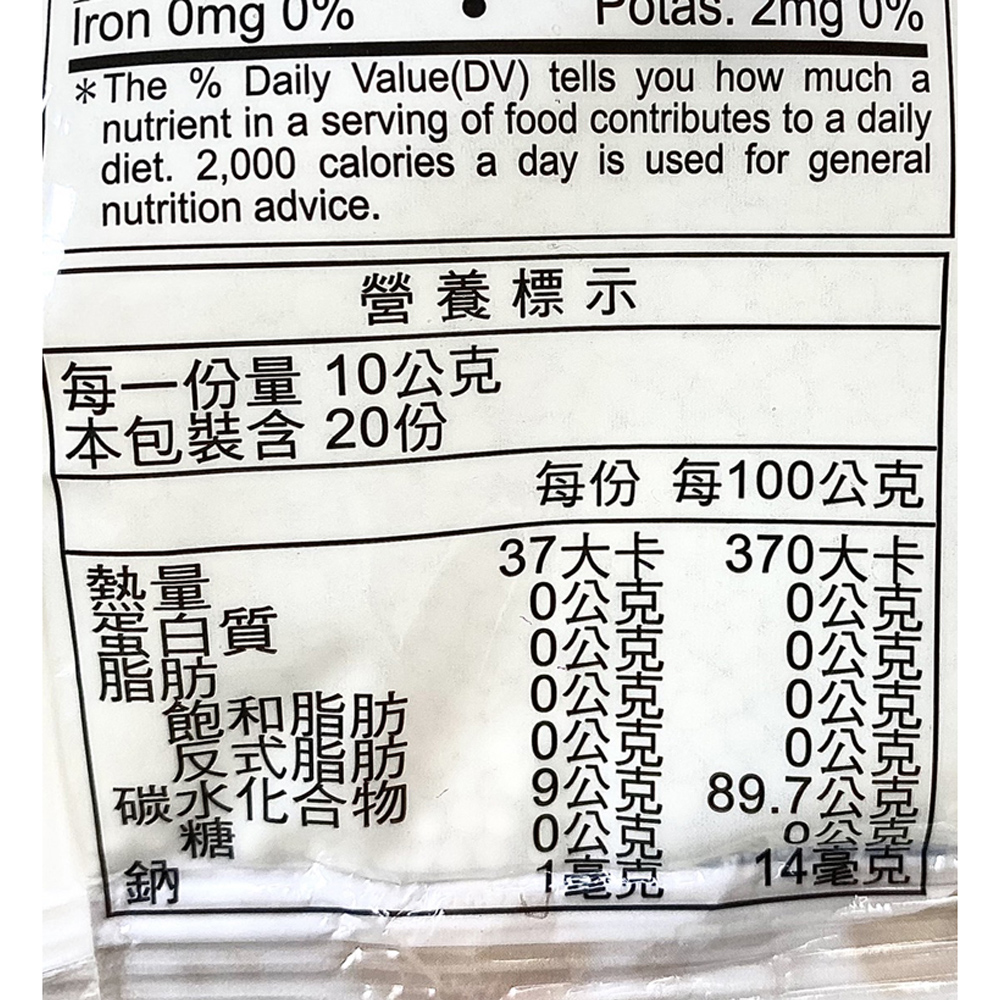 Iron 0mg 0% • Potas. 2mg 0%
*The % Daily Value(DV) tells you how much a
nutrient in a serving of food contributes to a daily
diet. 2,000 calories a day is used for general
nutrition advice.
營養標示
每一份量 10公克
本包裝含 20份
每份 每100公克
熱量 37大卡 370大卡
蛋白質 0公克 0公克
脂肪 0公克 0公克
飽和脂肪 0公克 0公克
反式脂肪 0公克 0公克
碳水化合物 9公克 89.7公克
糖 0公克 0公克
鈉 1毫克 14毫克